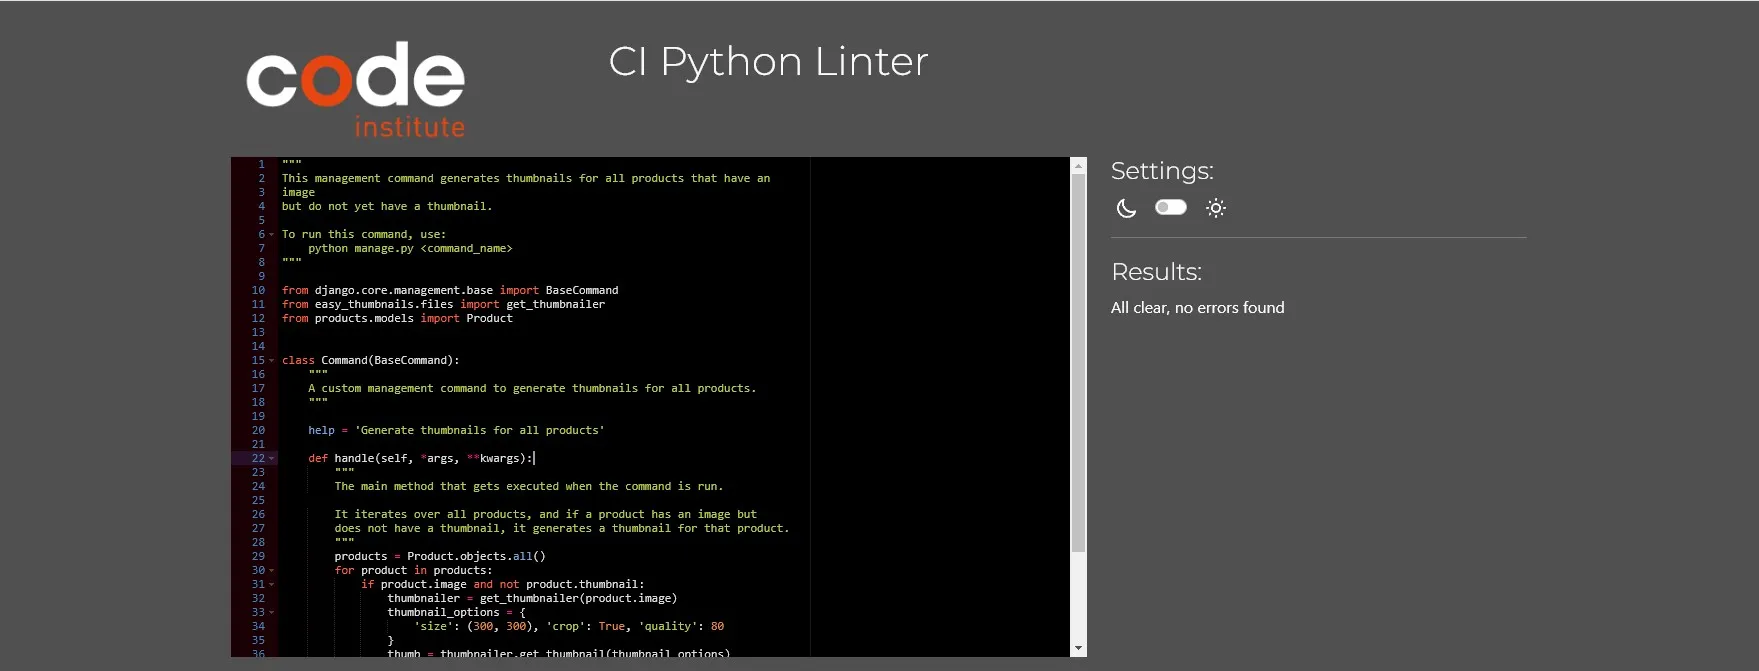 code
institute
CI Python Linter
1 """
2 This management command generates thumbnails for all products that have an
3 image
4 but do not yet have a thumbnail.
5
6 To run this command, use:
7     python manage.py <command_name>
8 """
9
10 from django.core.management.base import BaseCommand
11 from easy_thumbnails.files import get_thumbnailer
12 from products.models import Product
13
14
15 class Command(BaseCommand):
16     """
17     A custom management command to generate thumbnails for all products.
18     """
19
20     help = 'Generate thumbnails for all products'
21
22     def handle(self, *args, **kwargs):
23         """
24         The main method that gets executed when the command is run.
25
26         It iterates over all products, and if a product has an image but
27         does not have a thumbnail, it generates a thumbnail for that product.
28         """
29         products = Product.objects.all()
30         for product in products:
31             if product.image and not product.thumbnail:
32                 thumbnailer = get_thumbnailer(product.image)
33                 thumbnail_options = {
34                     'size': (300, 300), 'crop': True, 'quality': 80
35                 }
36                 thumb = thumbnailer.get_thumbnail(thumbnail_options)
Settings:
Results:
All clear, no errors found